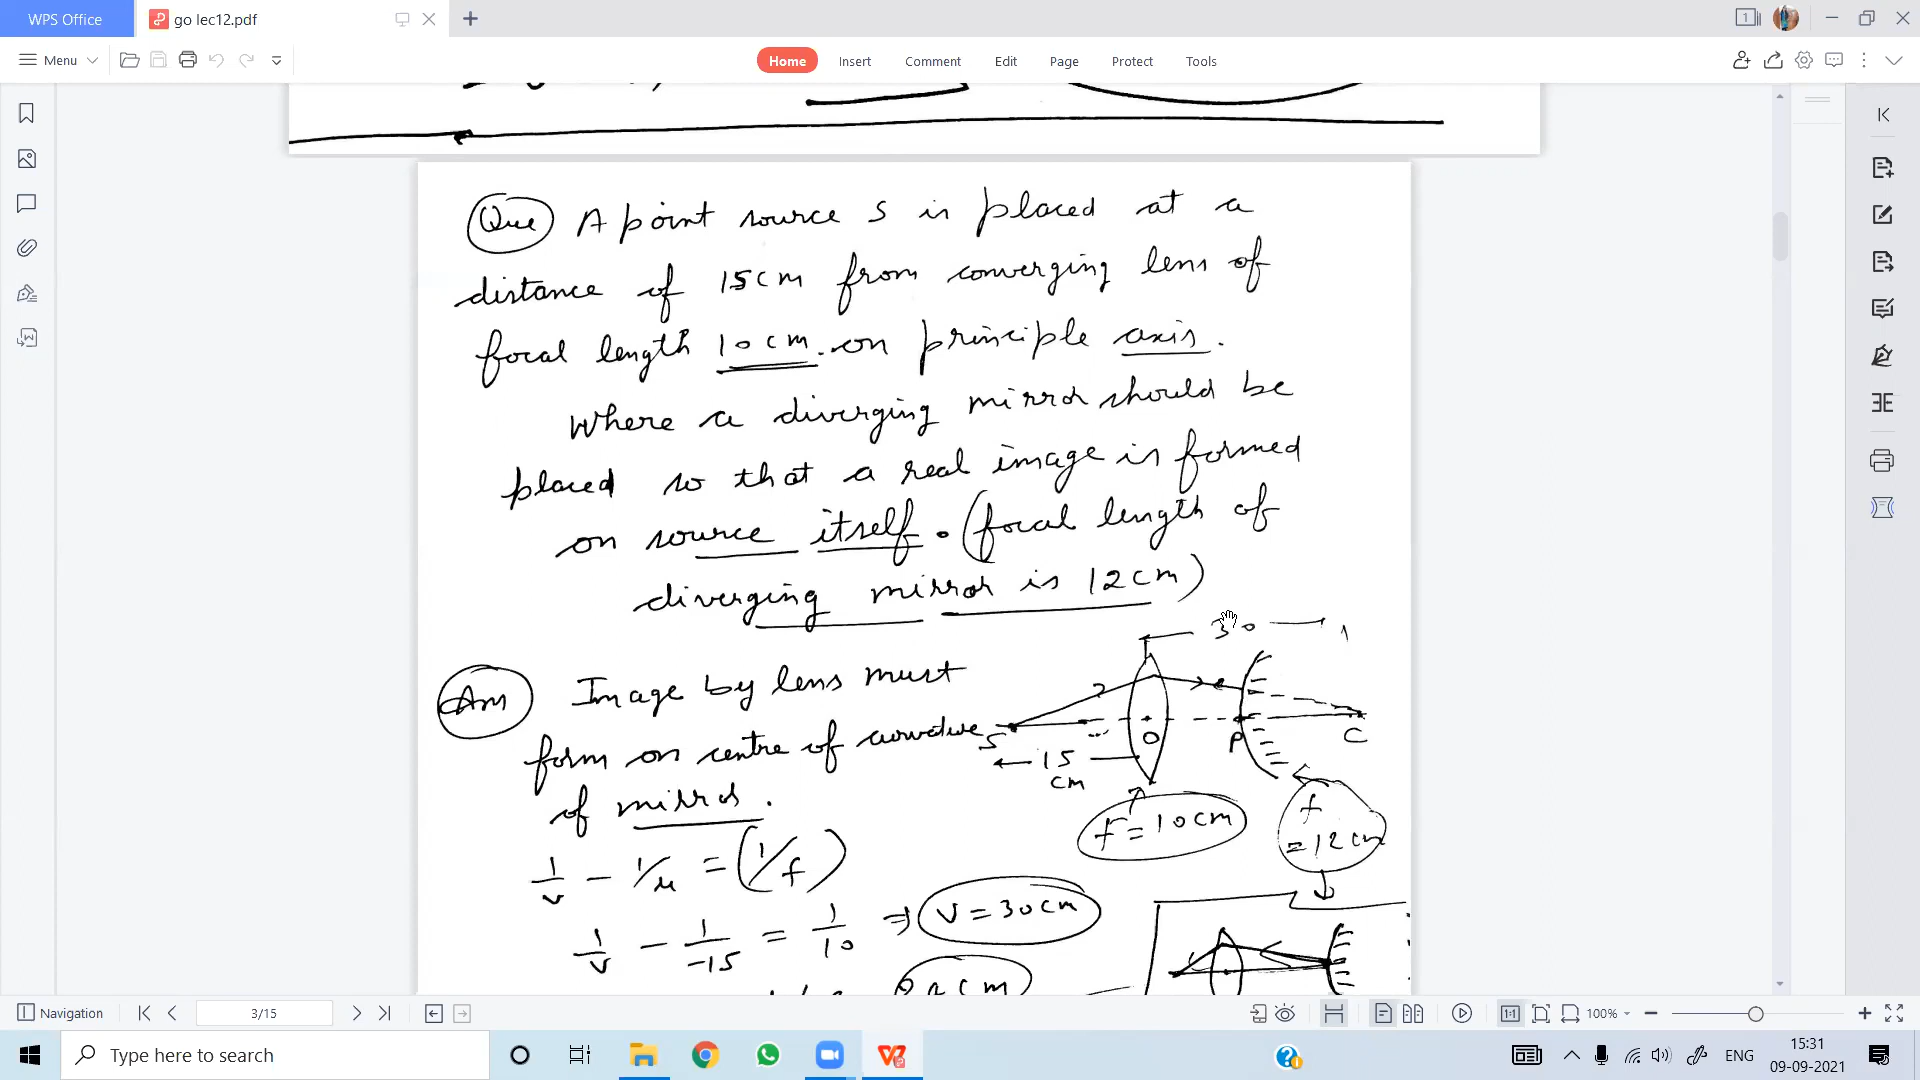 WPS Office
go lec12.pdf
1
Menu
Home
Insert
Comment
Edit
Page
Protect
Tools
Que A point source S is placed at a
distance of 15cm from converging lens of
focal length 10cm. on principle axis.
Where a diverging mirror should be
placed so that a real image is formed
on source itself. (focal length of
diverging mirror is 12cm)
30
Ans Image by lens must
form on centre of curvature
of mirror.
S
O
P
C
15
cm
f = 10cm
f
= 12cm
1/v - 1/u = (1/f)
1/v - 1/-15 = 1/10 => v = 30cm
Navigation
3/15
1:1
100%
Type here to search
ENG
15:31
09-09-2021